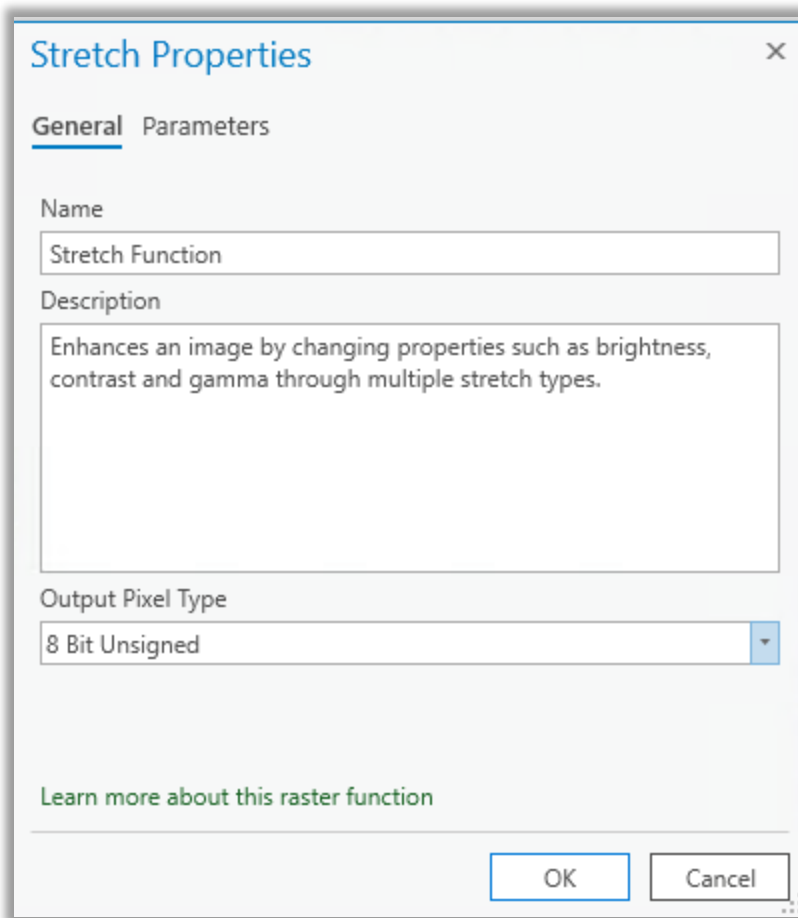 Stretch Properties
General Parameters
Name
Stretch Function
Description
Enhances an image by changing properties such as brightness,
contrast and gamma through multiple stretch types.
Output Pixel Type
8 Bit Unsigned
Learn more about this raster function
OK Cancel